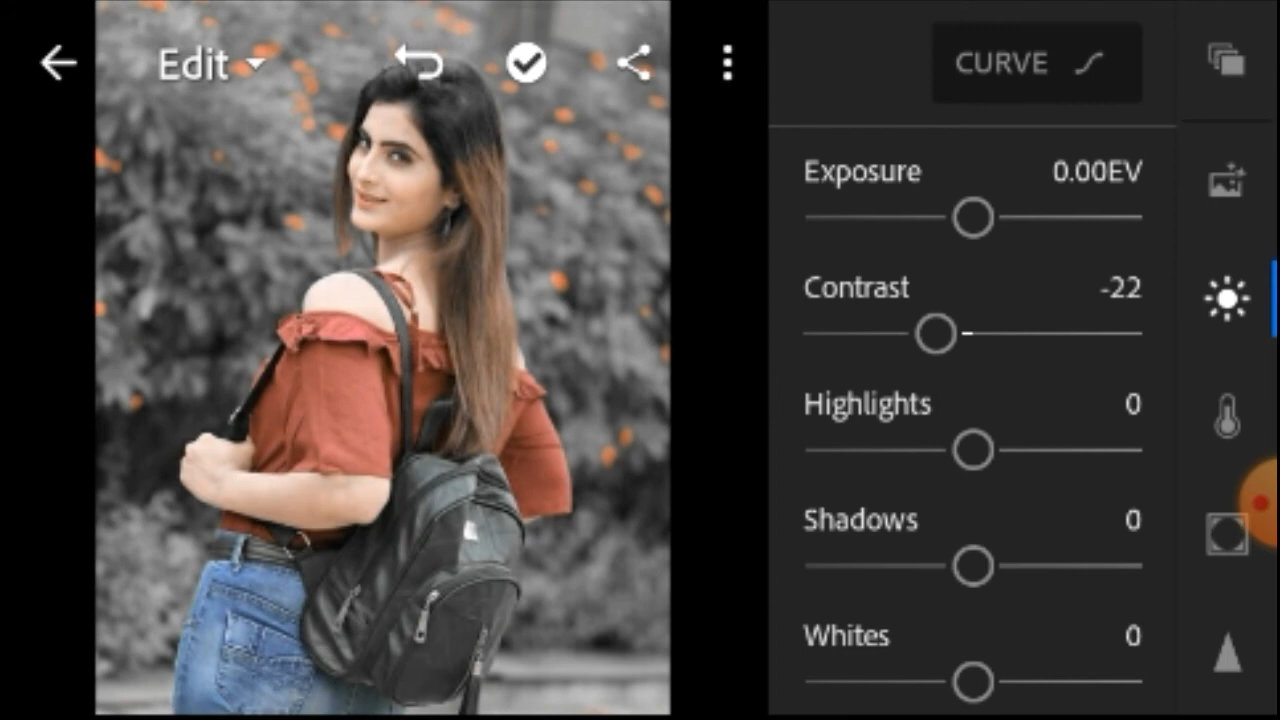 Edit
CURVE
Exposure 0.00EV
Contrast -22
Highlights 0
Shadows 0
Whites 0